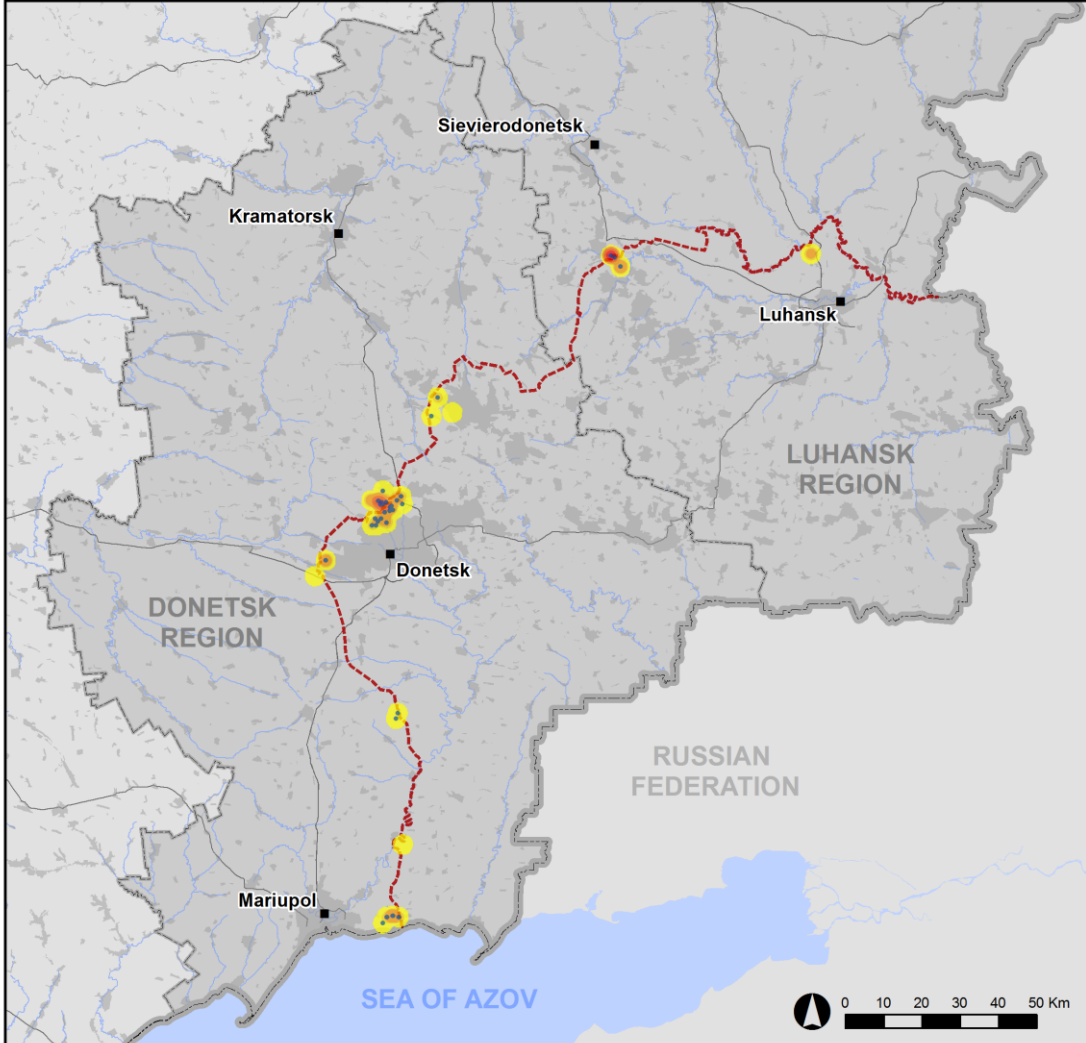 Sievierodonetsk
Kramatorsk
Luhansk
LUHANSK
REGION
Donetsk
DONETSK
REGION
RUSSIAN
FEDERATION
Mariupol
SEA OF AZOV
0 10 20 30 40 50 Km